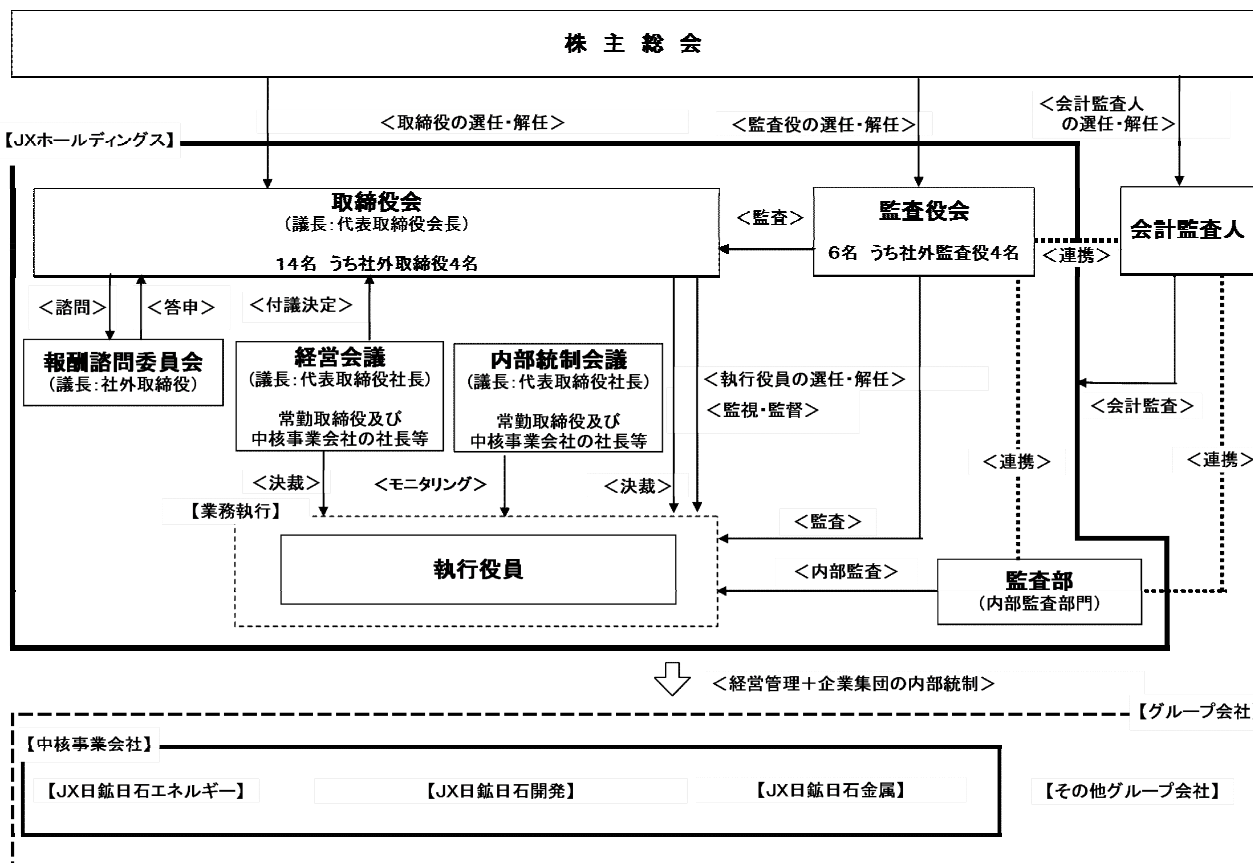 株 主 総 会
＜取締役の選任・解任＞
＜監査役の選任・解任＞
＜会計監査人
の選任・解任＞
【JXホールディングス】
取締役会
（議長：代表取締役会長）
14名 うち社外取締役4名
＜監査＞
監査役会
6名 うち社外監査役4名
＜連携＞
会計監査人
＜諮問＞
＜答申＞
＜付議決定＞
報酬諮問委員会
（議長：社外取締役）
経営会議
（議長：代表取締役社長）
常勤取締役及び
中核事業会社の社長等
内部統制会議
（議長：代表取締役社長）
常勤取締役及び
中核事業会社の社長等
＜執行役員の選任・解任＞
＜監視・監督＞
＜会計監査＞
＜連携＞
＜連携＞
＜決裁＞
＜モニタリング＞
＜決裁＞
【業務執行】
執行役員
＜監査＞
＜内部監査＞
監査部
（内部監査部門）
＜経営管理＋企業集団の内部統制＞
【グループ会社】
【中核事業会社】
【JX日鉱日石エネルギー】
【JX日鉱日石開発】
【JX日鉱日石金属】
【その他グループ会社】